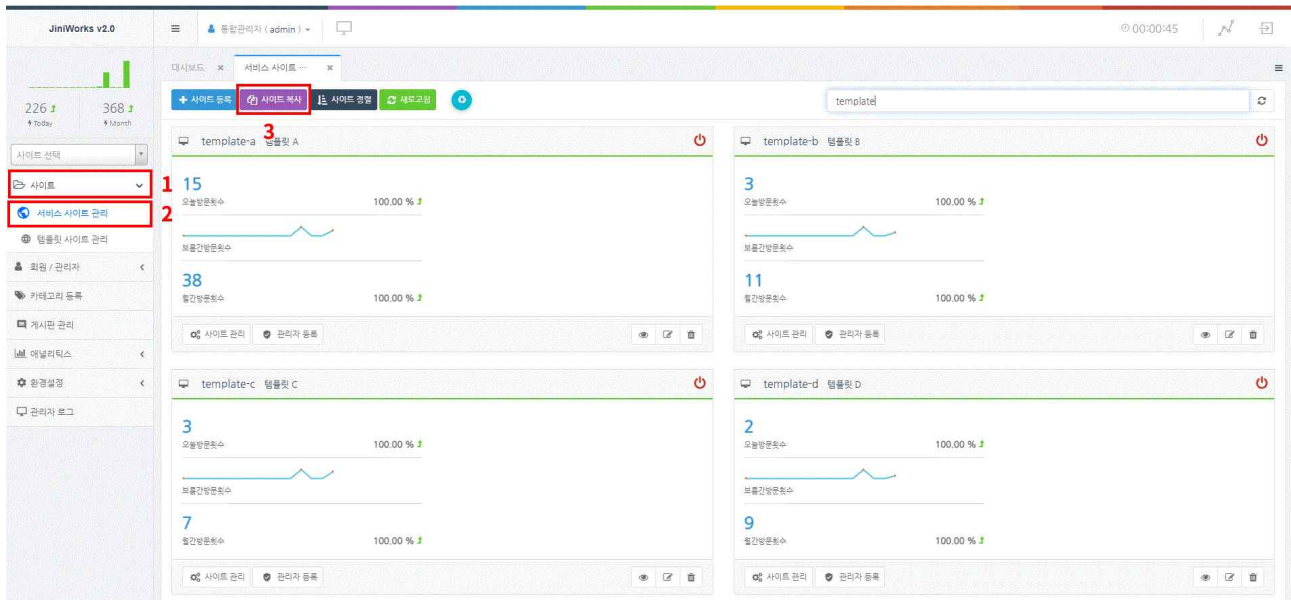 JiniWorks v2.0
통합관리자 ( admin )
00:00:45
226
Today
368
Month
사이트 선택
사이트
1
서비스 사이트 관리
2
템플릿 사이트 관리
회원 / 관리자
카테고리 등록
게시판 관리
애널리틱스
환경설정
관리자 로그
대시보드
서비스 사이트 ···
사이트 등록
사이트 복사
사이트 정렬
새로고침
template
3
template-a 템플릿 A
15
오늘방문횟수
100.00 %
보름간방문횟수
38
월간방문횟수
100.00 %
사이트 관리
관리자 등록
template-b 템플릿 B
3
오늘방문횟수
100.00 %
보름간방문횟수
11
월간방문횟수
100.00 %
사이트 관리
관리자 등록
template-c 템플릿 C
3
오늘방문횟수
100.00 %
보름간방문횟수
7
월간방문횟수
100.00 %
사이트 관리
관리자 등록
template-d 템플릿 D
2
오늘방문횟수
100.00 %
보름간방문횟수
9
월간방문횟수
100.00 %
사이트 관리
관리자 등록